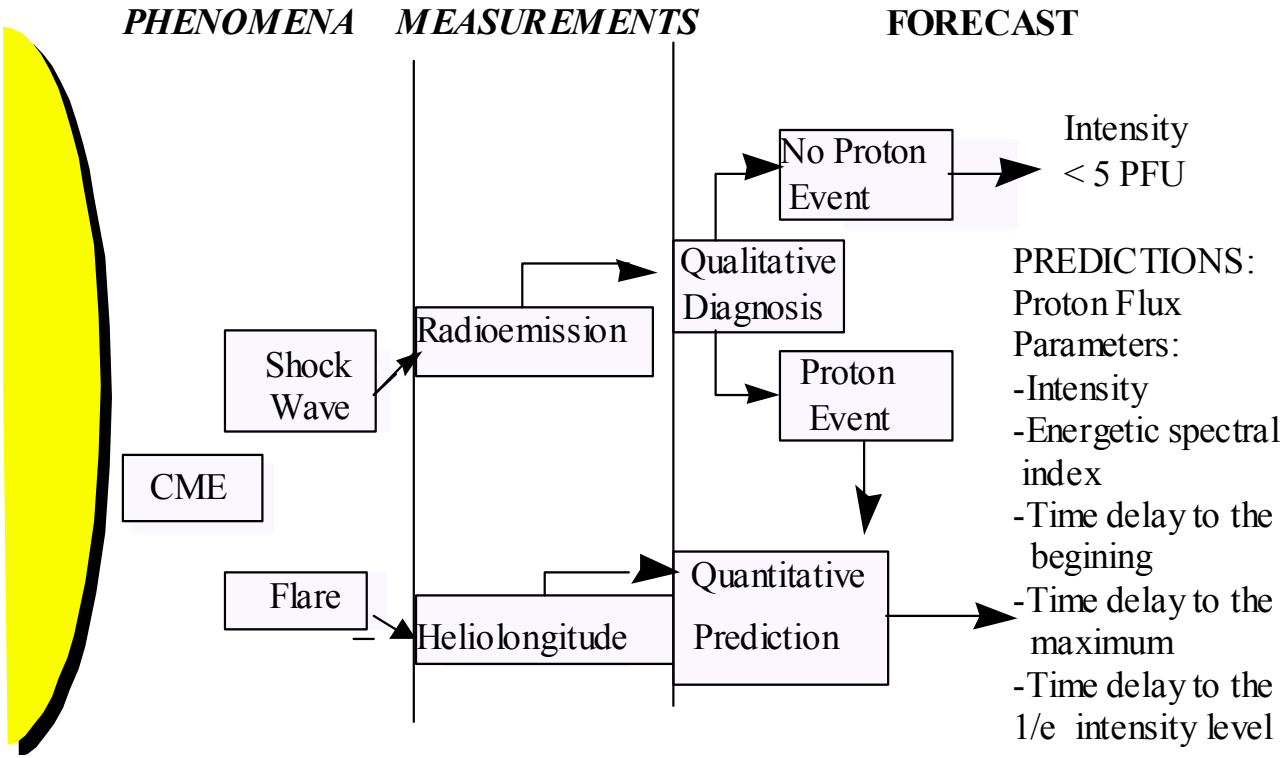 PHENOMENA MEASUREMENTS FORECAST
Shock
Wave
CME
Flare
Radioemission
Heliolongitude
Qualitative
Diagnosis
No Proton
Event
Proton
Event
Quantitative
Prediction
Intensity
< 5 PFU
PREDICTIONS:
Proton Flux
Parameters:
-Intensity
-Energetic spectral
index
-Time delay to the
begining
-Time delay to the
maximum
-Time delay to the
1/e intensity level